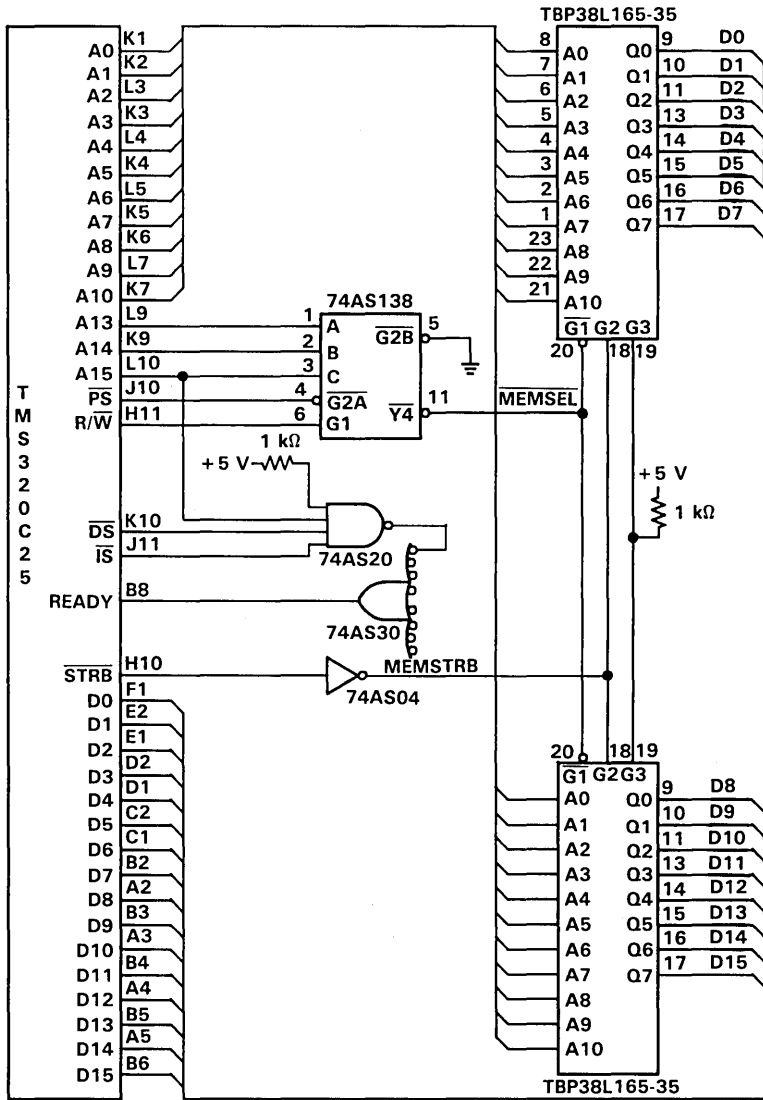 TMS320C25
A0 K1
A1 K2
A2 L3
A3 K3
A4 L4
A5 K4
A6 L5
A7 K5
A8 K6
A9 L7
A10 K7
A13 L9
A14 K9
A15 L10
PS J10
R/W H11
DS K10
IS J11
READY B8
STRB H10
D0 F1
D1 E2
D2 E1
D3 D2
D4 D1
D5 C2
D6 C1
D7 B2
D8 A2
D9 B3
D10 A3
D11 B4
D12 A4
D13 B5
D14 A5
D15 B6
74AS138
1 A
2 B
3 C
4 G2A
6 G1
G2B 5
Y4 11
MEMSEL
1 kΩ
+5 V
74AS20
74AS30
MEMSTRB
74AS04
TBP38L165-35
8 A0 Q0 9 D0
7 A1 Q1 10 D1
6 A2 Q2 11 D2
5 A3 Q3 13 D3
4 A4 Q4 14 D4
3 A5 Q5 15 D5
2 A6 Q6 16 D6
1 A7 Q7 17 D7
23 A8
22 A9
21 A10
G1 G2 G3
20 18 19
+5 V
1 kΩ
20 18 19
G1 G2 G3
A0 Q0 9 D8
A1 Q1 10 D9
A2 Q2 11 D10
A3 Q3 13 D11
A4 Q4 14 D12
A5 Q5 15 D13
A6 Q6 16 D14
A7 Q7 17 D15
A8
A9
A10
TBP38L165-35